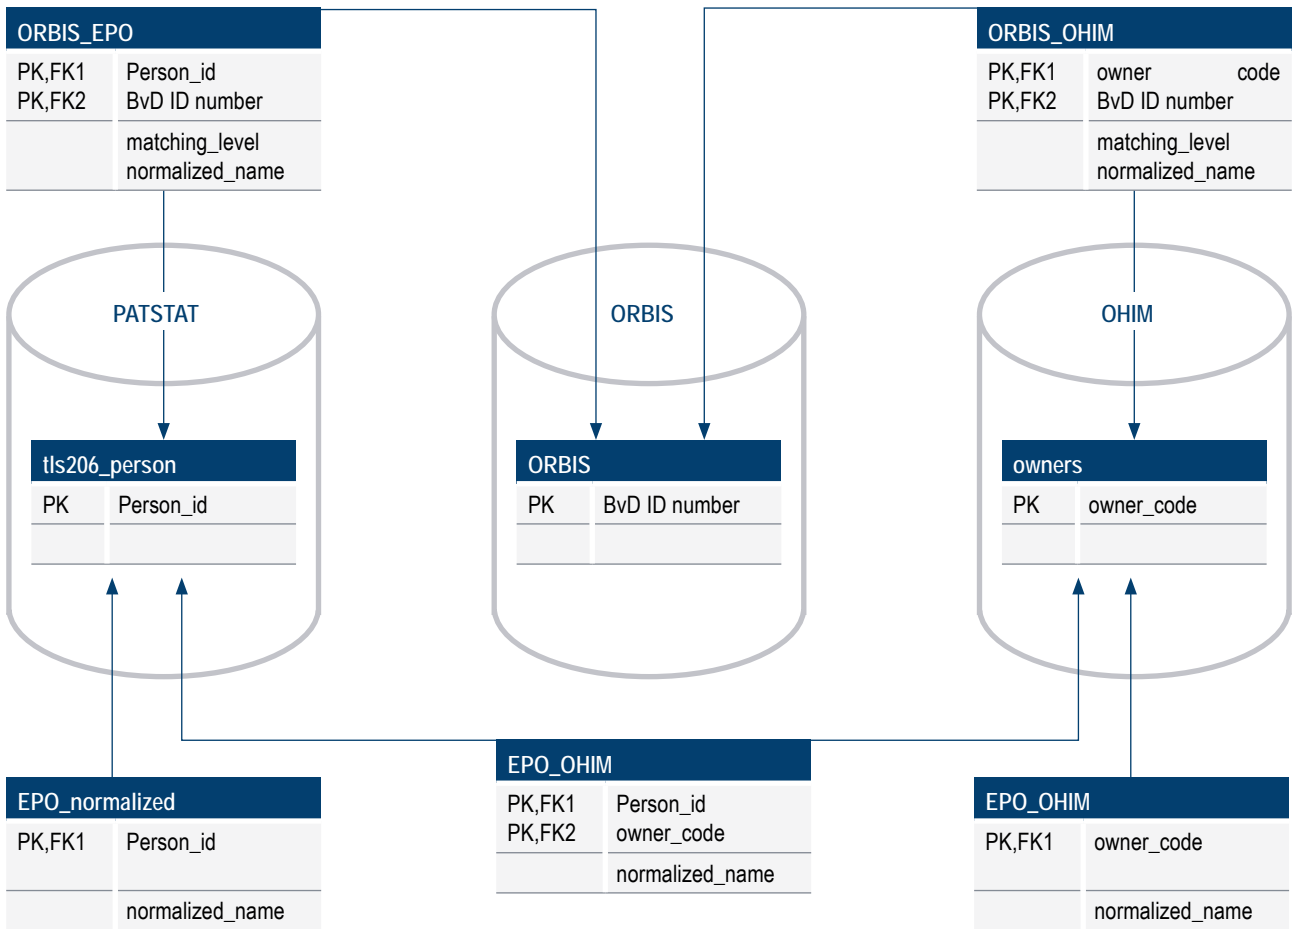 ORBIS_EPO
PK,FK1 Person_id
PK,FK2 BvD ID number
matching_level
normalized_name
ORBIS_OHIM
PK,FK1 owner code
PK,FK2 BvD ID number
matching_level
normalized_name
PATSTAT
ORBIS
OHIM
tls206_person
PK Person_id
ORBIS
PK BvD ID number
owners
PK owner_code
EPO_normalized
PK,FK1 Person_id
normalized_name
EPO_OHIM
PK,FK1 Person_id
PK,FK2 owner_code
normalized_name
EPO_OHIM
PK,FK1 owner_code
normalized_name